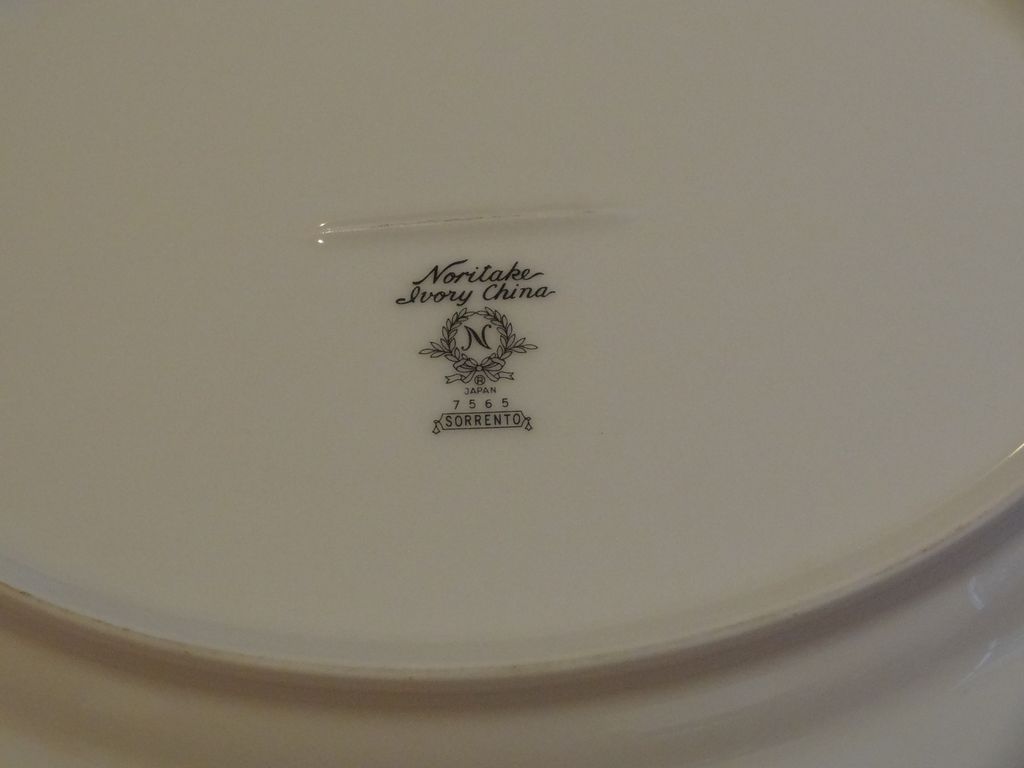 Noritake
Ivory China
N
®
JAPAN
7565
SORRENTO